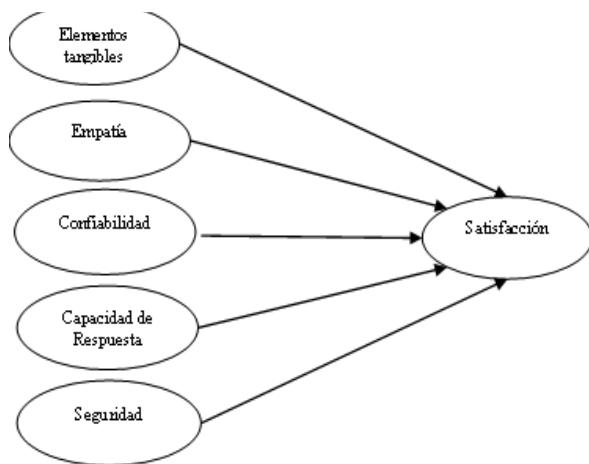 Elementos
tangibles
Empatía
Confiabilidad
Satisfacción
Capacidad de
Respuesta
Seguridad